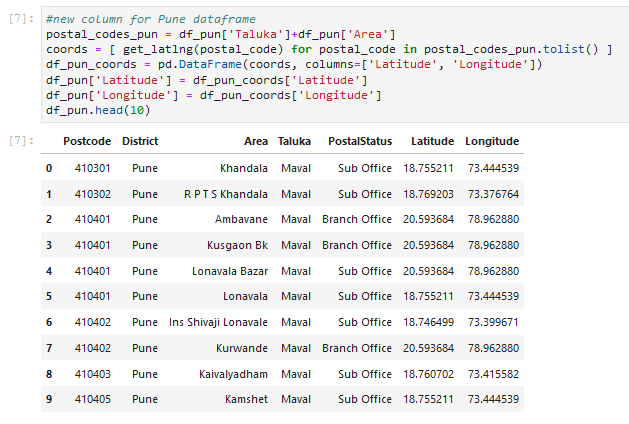 [7]: #new column for Pune dataframe
postal_codes_pun = df_pun['Taluka']+df_pun['Area']
coords = [ get_latlng(postal_code) for postal_code in postal_codes_pun.tolist() ]
df_pun_coords = pd.DataFrame(coords, columns=['Latitude', 'Longitude'])
df_pun['Latitude'] = df_pun_coords['Latitude']
df_pun['Longitude'] = df_pun_coords['Longitude']
df_pun.head(10)
[7]: Postcode District Area Taluka PostalStatus Latitude Longitude
0 410301 Pune Khandala Maval Sub Office 18.755211 73.444539
1 410302 Pune R P T S Khandala Maval Sub Office 18.769203 73.376764
2 410401 Pune Ambavane Maval Branch Office 20.593684 78.962880
3 410401 Pune Kusgaon Bk Maval Branch Office 20.593684 78.962880
4 410401 Pune Lonavala Bazar Maval Sub Office 20.593684 78.962880
5 410401 Pune Lonavala Maval Sub Office 18.755211 73.444539
6 410402 Pune Ins Shivaji Lonavale Maval Sub Office 18.746499 73.399671
7 410402 Pune Kurwande Maval Branch Office 20.593684 78.962880
8 410403 Pune Kaivalyadham Maval Sub Office 18.760702 73.415582
9 410405 Pune Kamshet Maval Sub Office 18.755211 73.444539